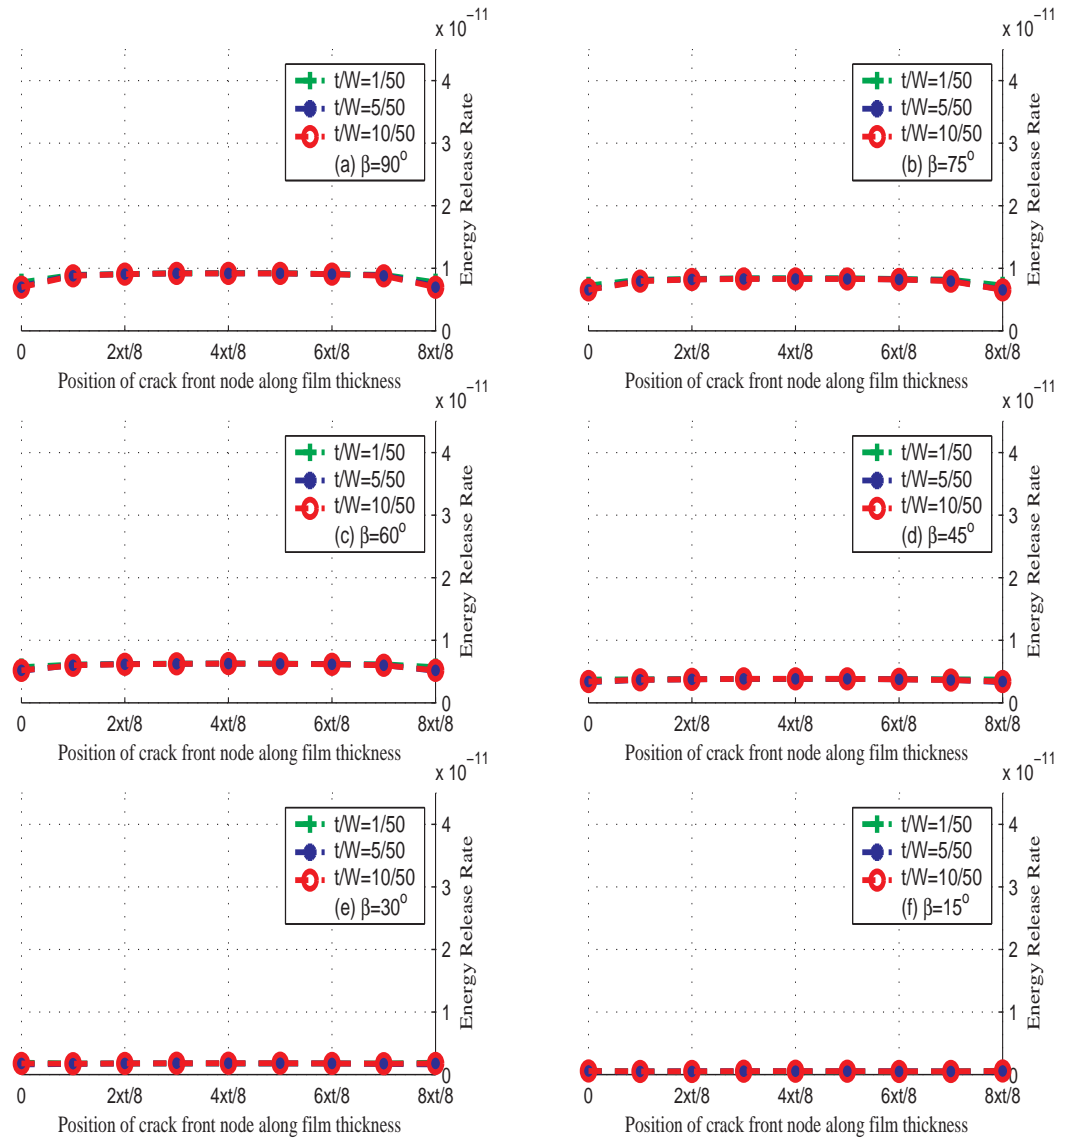 x 10⁻¹¹
t/W=1/50
t/W=5/50
t/W=10/50
(a) β=90°
4
3
2
1
0
Energy Release Rate
0 2xt/8 4xt/8 6xt/8 8xt/8
Position of crack front node along film thickness
x 10⁻¹¹
t/W=1/50
t/W=5/50
t/W=10/50
(b) β=75°
4
3
2
1
0
Energy Release Rate
0 2xt/8 4xt/8 6xt/8 8xt/8
Position of crack front node along film thickness
x 10⁻¹¹
t/W=1/50
t/W=5/50
t/W=10/50
(c) β=60°
4
3
2
1
0
Energy Release Rate
0 2xt/8 4xt/8 6xt/8 8xt/8
Position of crack front node along film thickness
x 10⁻¹¹
t/W=1/50
t/W=5/50
t/W=10/50
(d) β=45°
4
3
2
1
0
Energy Release Rate
0 2xt/8 4xt/8 6xt/8 8xt/8
Position of crack front node along film thickness
x 10⁻¹¹
t/W=1/50
t/W=5/50
t/W=10/50
(e) β=30°
4
3
2
1
0
Energy Release Rate
0 2xt/8 4xt/8 6xt/8 8xt/8
Position of crack front node along film thickness
x 10⁻¹¹
t/W=1/50
t/W=5/50
t/W=10/50
(f) β=15°
4
3
2
1
0
Energy Release Rate
0 2xt/8 4xt/8 6xt/8 8xt/8
Position of crack front node along film thickness